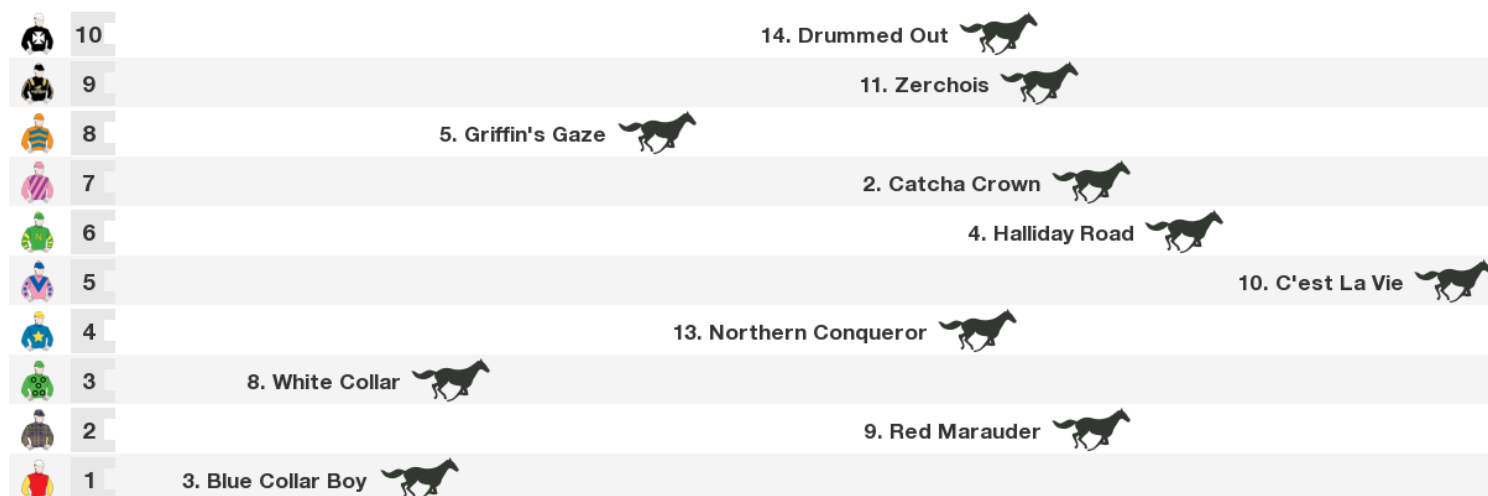 10 14. Drummed Out
9 11. Zerchois
8 5. Griffin's Gaze
7 2. Catcha Crown
6 4. Halliday Road
5 10. C'est La Vie
4 13. Northern Conqueror
3 8. White Collar
2 9. Red Marauder
1 3. Blue Collar Boy